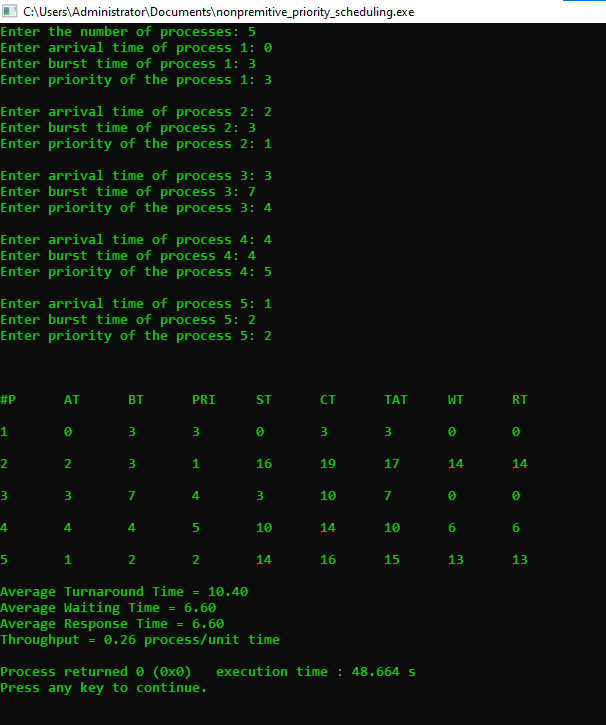 C:\Users\Administrator\Documents\nonpremitive_priority_scheduling.exe
Enter the number of processes: 5
Enter arrival time of process 1: 0
Enter burst time of process 1: 3
Enter priority of the process 1: 3
Enter arrival time of process 2: 2
Enter burst time of process 2: 3
Enter priority of the process 2: 1
Enter arrival time of process 3: 3
Enter burst time of process 3: 7
Enter priority of the process 3: 4
Enter arrival time of process 4: 4
Enter burst time of process 4: 4
Enter priority of the process 4: 5
Enter arrival time of process 5: 1
Enter burst time of process 5: 2
Enter priority of the process 5: 2
#P AT BT PRI ST CT TAT WT RT
1 0 3 3 0 3 3 0 0
2 2 3 1 16 19 17 14 14
3 3 7 4 3 10 7 0 0
4 4 4 5 10 14 10 6 6
5 1 2 2 14 16 15 13 13
Average Turnaround Time = 10.40
Average Waiting Time = 6.60
Average Response Time = 6.60
Throughput = 0.26 process/unit time
Process returned 0 (0x0) execution time : 48.664 s
Press any key to continue.